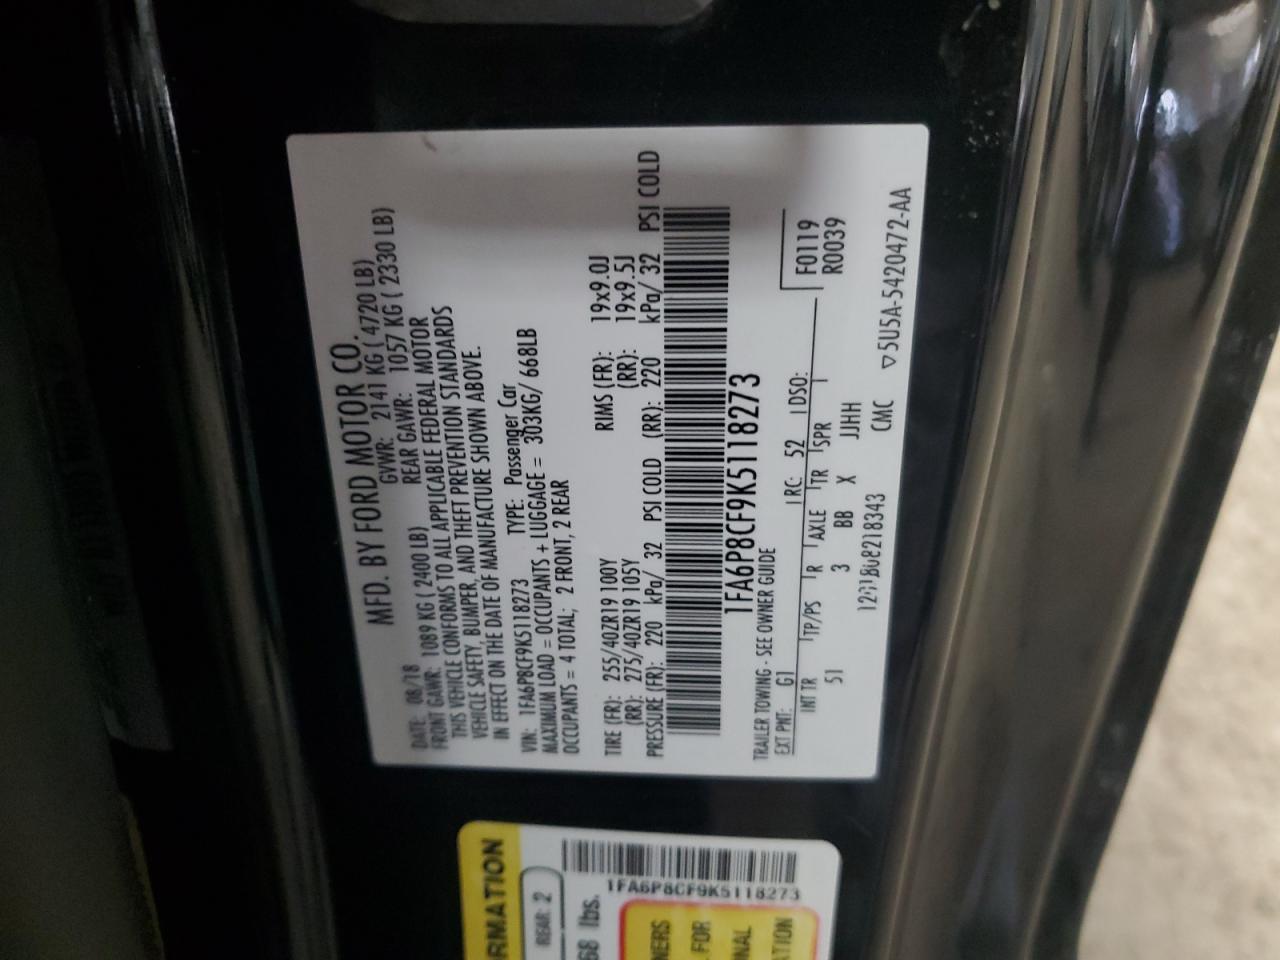 MFD. BY FORD MOTOR CO.
DATE: 08/18 GVWR: 2141 KG ( 4720 LB)
FRONT GAWR: 1089 KG ( 2400 LB) REAR GAWR: 1057 KG ( 2330 LB)
THIS VEHICLE CONFORMS TO ALL APPLICABLE FEDERAL MOTOR
VEHICLE SAFETY, BUMPER, AND THEFT PREVENTION STANDARDS
IN EFFECT ON THE DATE OF MANUFACTURE SHOWN ABOVE.
VIN: 1FA6P8CF9K5118273 TYPE: Passenger Car
MAXIMUM LOAD = OCCUPANTS + LUGGAGE = 303KG/ 668LB
OCCUPANTS = 4 TOTAL; 2 FRONT, 2 REAR
TIRE (FR): 255/40ZR19 100Y RIMS (FR): 19x9.0J
(RR): 275/40ZR19 105Y (RR): 19x9.5J
PRESSURE (FR): 220 kPa/ 32 PSI COLD (RR): 220 kPa/ 32 PSI COLD
1FA6P8CF9K5118273
TRAILER TOWING - SEE OWNER GUIDE
EXT PNT: G1 RC: 52 DSO: F0119
INT TR TP/PS R AXLE TR SPR R0039
51 3 BB X JJHH
CMC ▽5U5A-5420472-AA
RMATION
REAR 2
68 lbs.
1FA6P8CF9K5118273
NERS
FOR
NAL
ATION